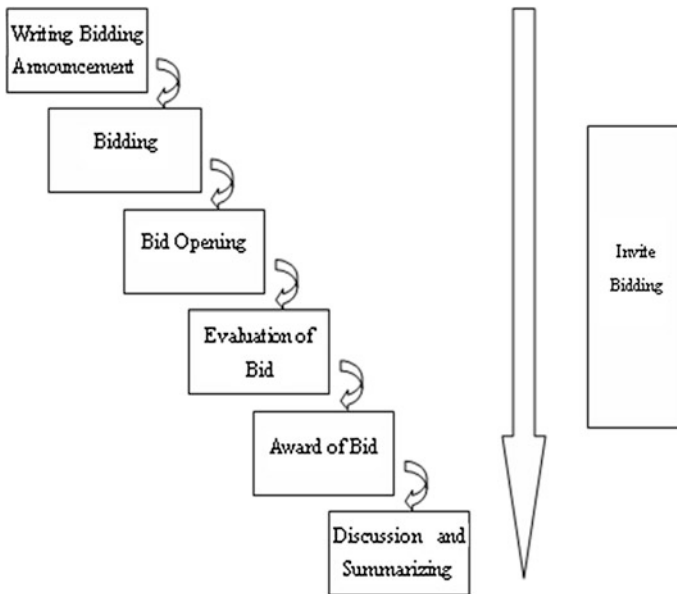 Writing Bidding
Announcement
Bidding
Bid Opening
Evaluation of
Bid
Award of Bid
Discussion and
Summarizing
Invite
Bidding